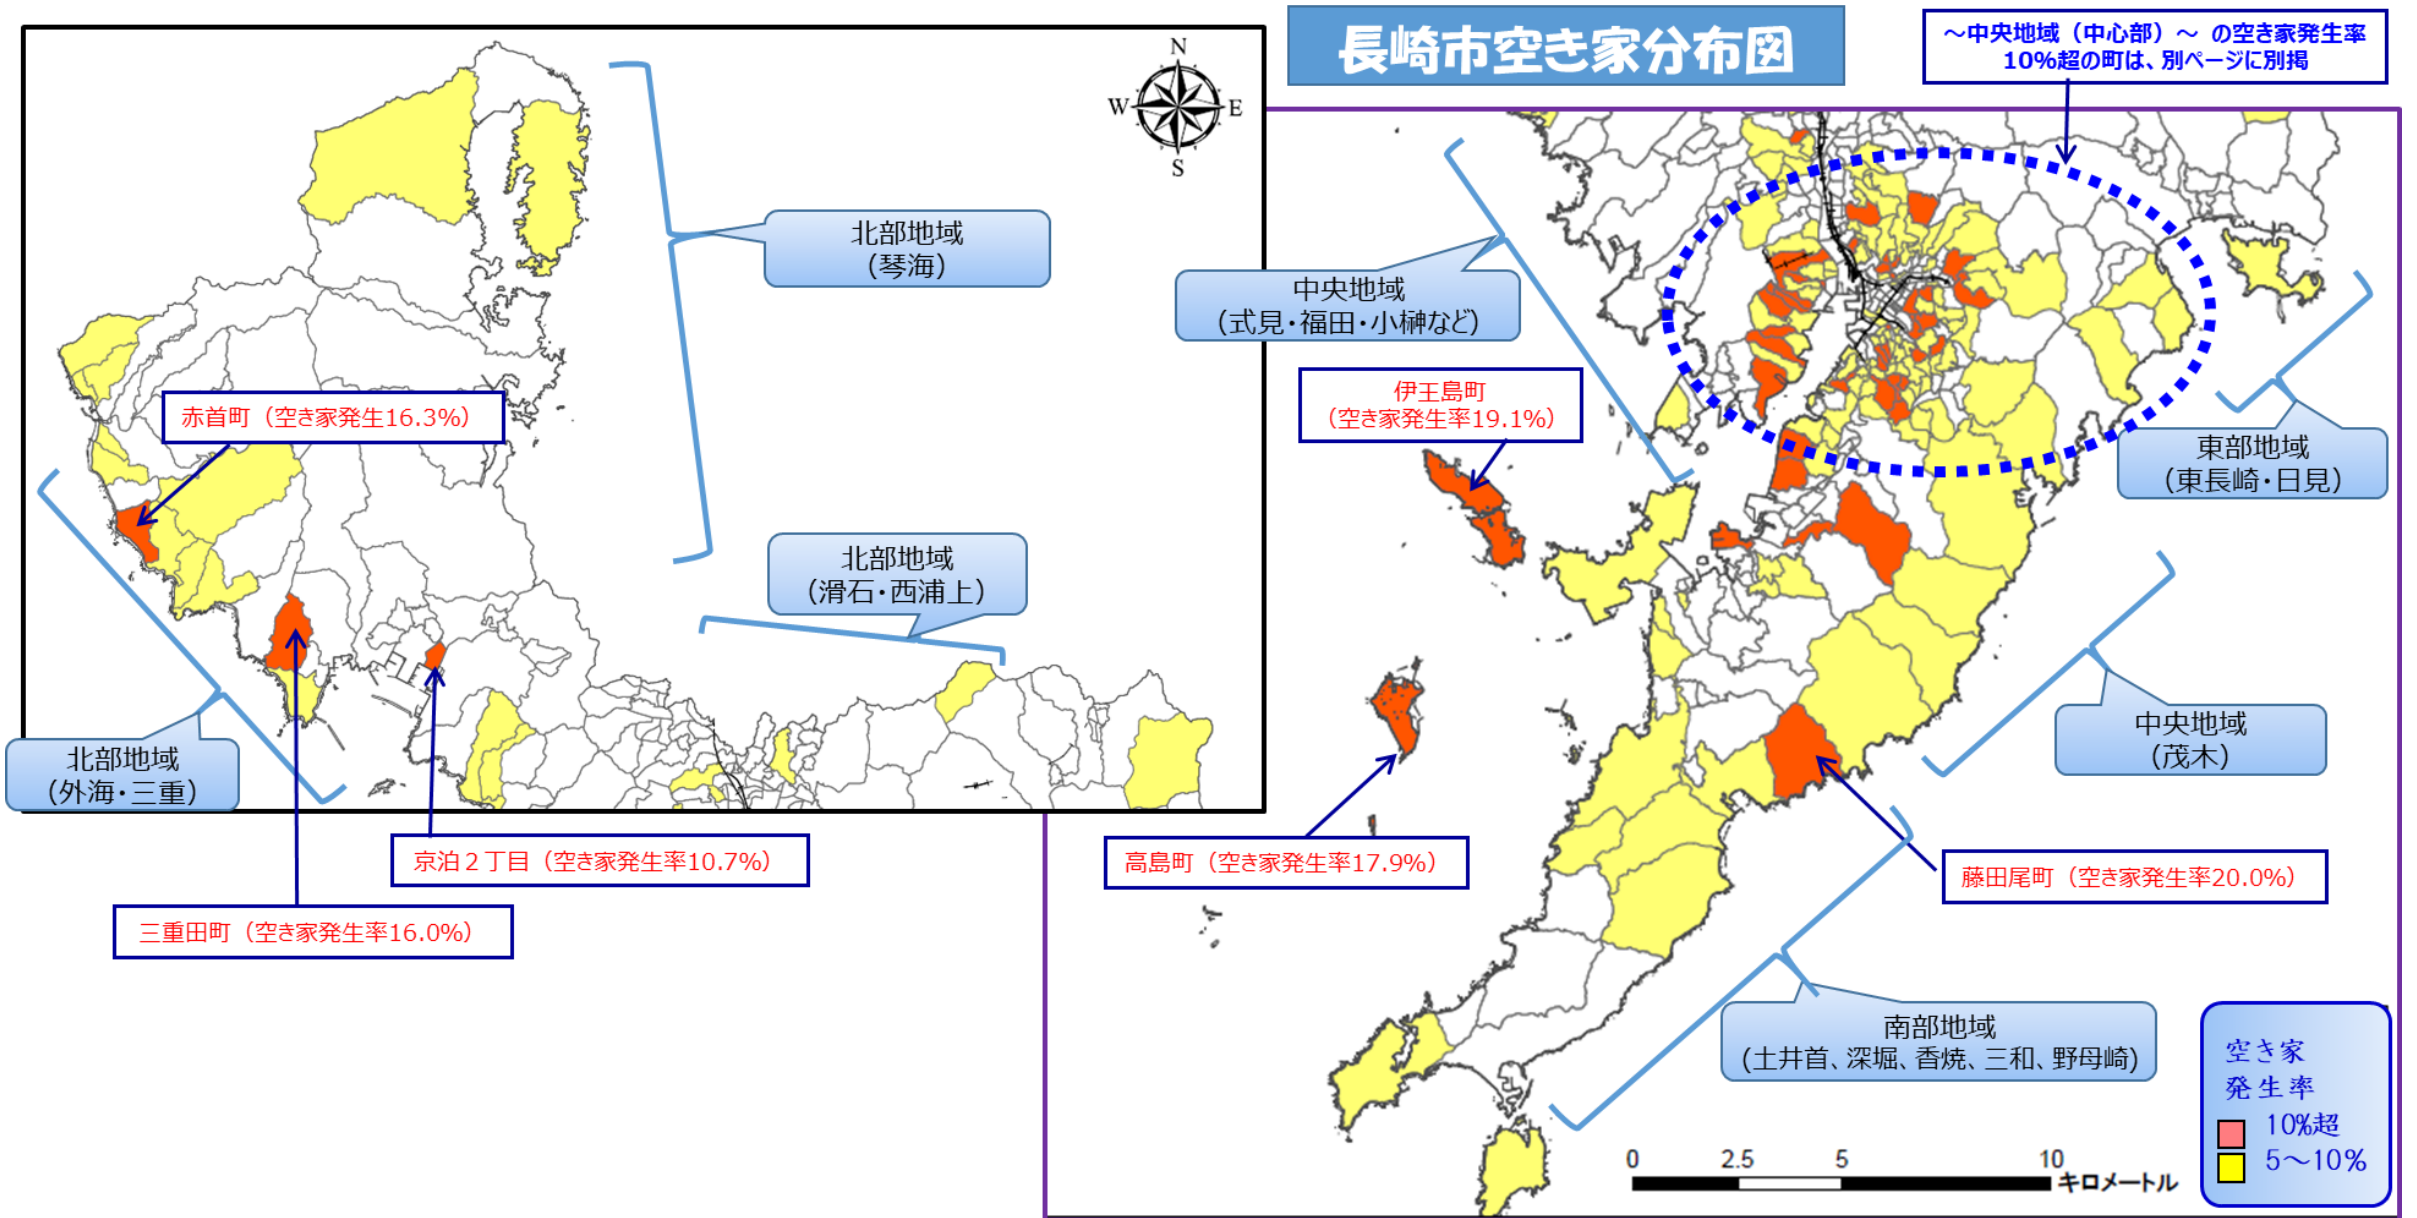 長崎市空き家分布図
～中央地域（中心部）～ の空き家発生率
10%超の町は、別ページに別掲
N
W
E
S
北部地域
（琴海）
中央地域
（式見・福田・小榊など）
赤首町（空き家発生16.3%）
伊王島町
（空き家発生率19.1%）
東部地域
（東長崎・日見）
北部地域
（滑石・西浦上）
北部地域
（外海・三重）
中央地域
（茂木）
京泊２丁目（空き家発生率10.7%）
高島町（空き家発生率17.9%）
藤田尾町（空き家発生率20.0%）
三重田町（空き家発生率16.0%）
南部地域
（土井首、深堀、香焼、三和、野母崎）
空き家
発生率
10%超
5～10%
0 2.5 5 10
キロメートル